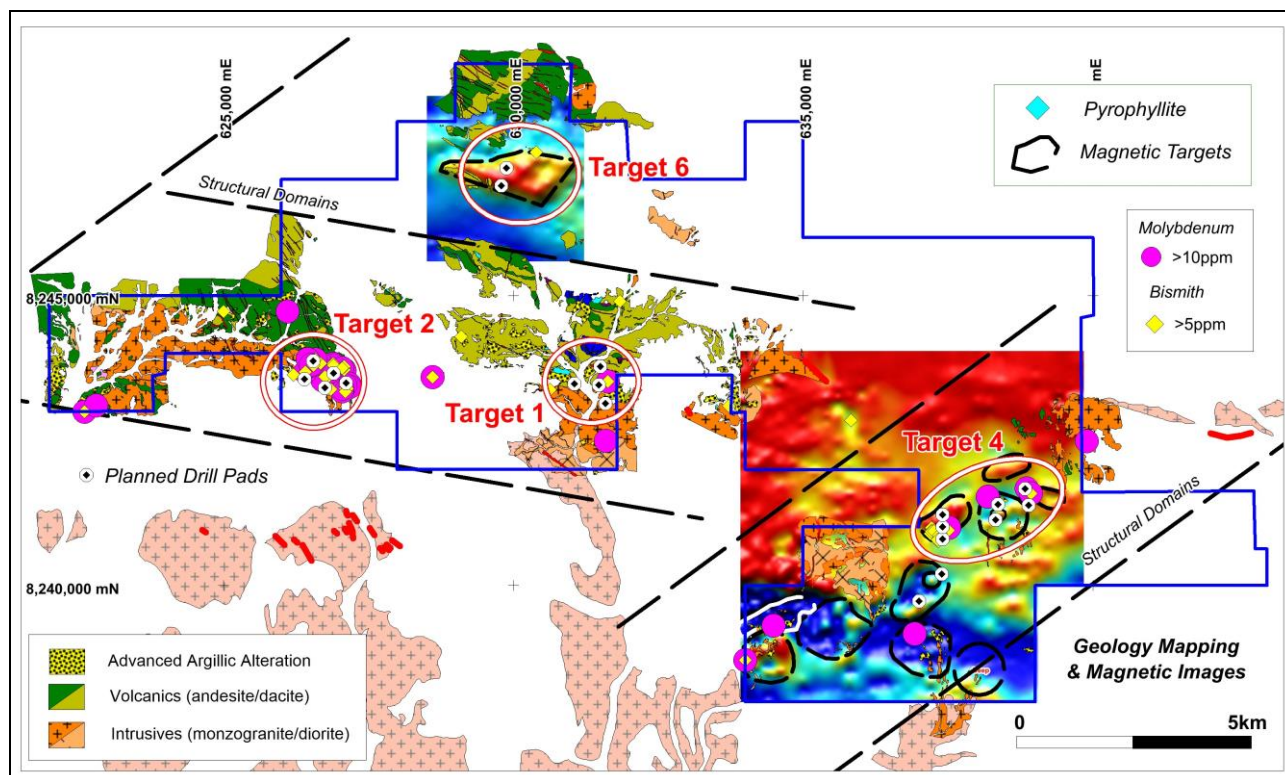 625,000 mE
630,000 mE
635,000 mE
mE
Pyrophyllite
Magnetic Targets
Target 6
Structural Domains
Molybdenum
>10ppm
Bismith
>5ppm
8,245,000 mN
Target 2
Target 1
Target 4
Planned Drill Pads
Structural Domains
8,240,000 mN
Advanced Argillic Alteration
Volcanics (andesite/dacite)
Intrusives (monzogranite/diorite)
Geology Mapping
& Magnetic Images
0
5km